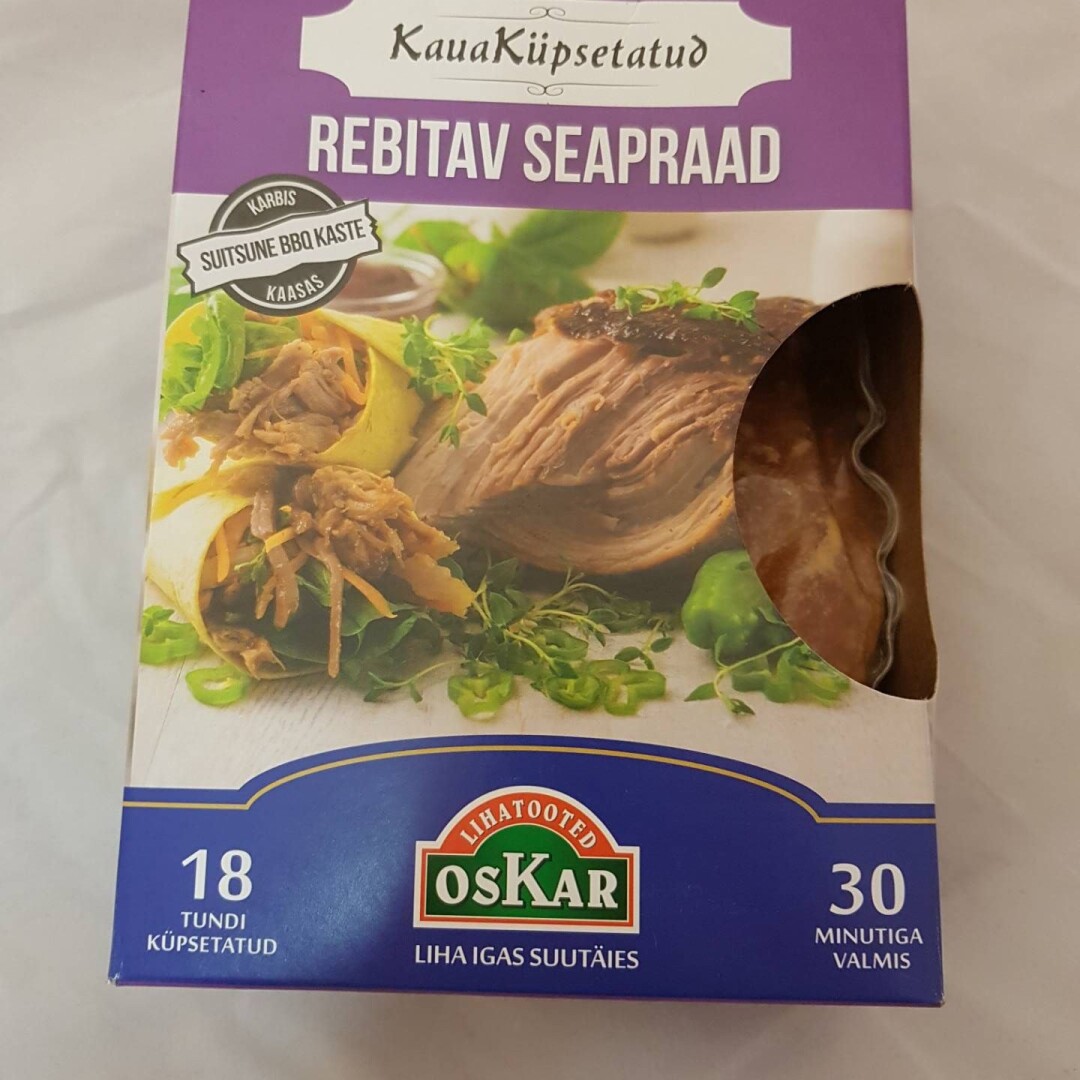 KauaKüpsetatud
REBITAV SEAPRAAD
KARBIS
SUITSUNE BBQ KASTE
KAASAS
18
TUNDI
KÜPSETATUD
LIHATOOTED
OSKAR
LIHA IGAS SUUTÄIES
30
MINUTIGA
VALMIS